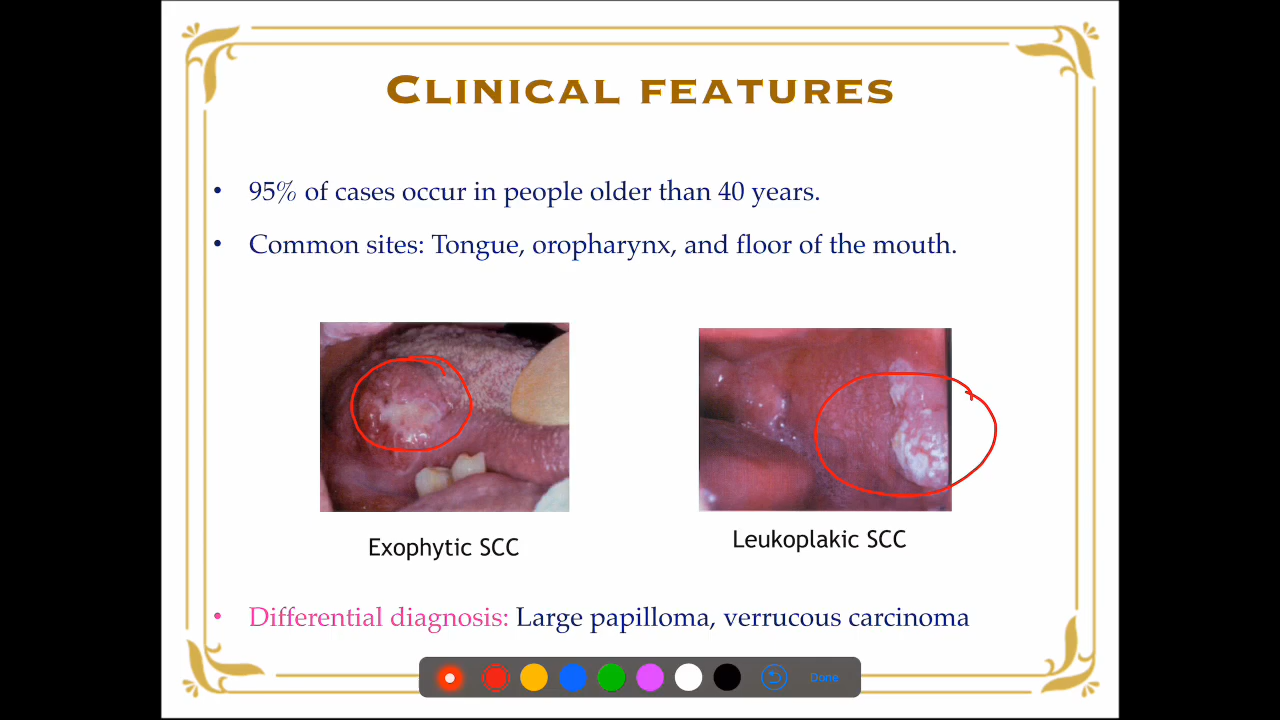 CLINICAL FEATURES
• 95% of cases occur in people older than 40 years.
• Common sites: Tongue, oropharynx, and floor of the mouth.
Exophytic SCC
Leukoplakic SCC
• Differential diagnosis: Large papilloma, verrucous carcinoma
Done